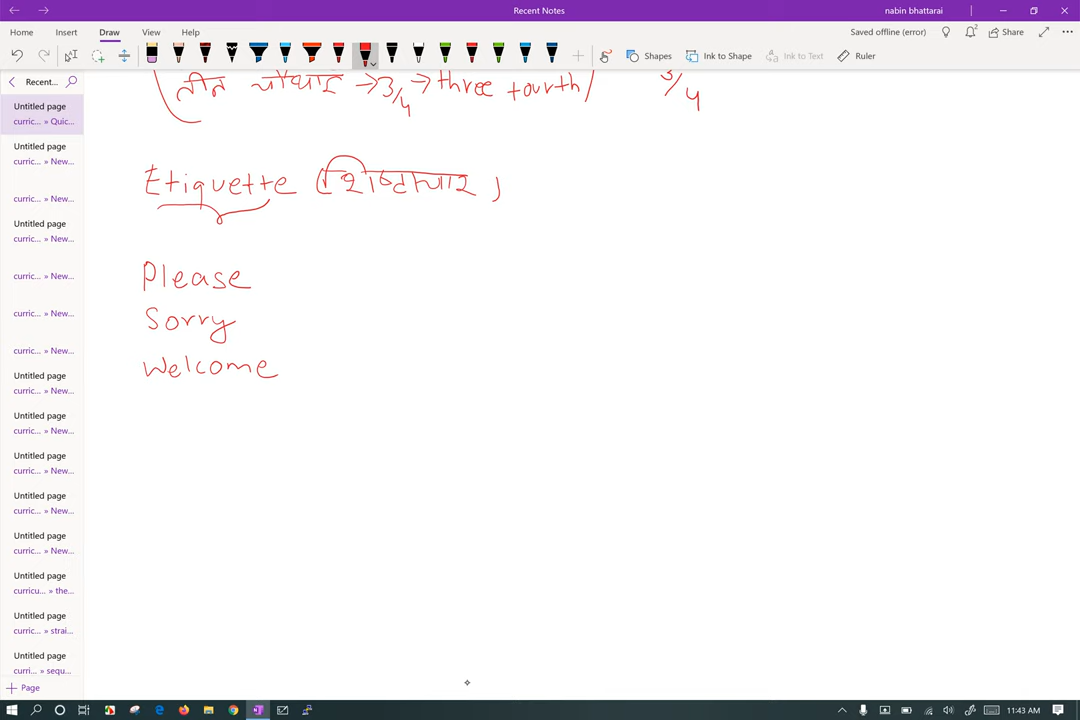 Recent Notes
nabin bhattarai
Home Insert Draw View Help
Saved offline (error) Share
Shapes Ink to Shape Ink to Text Ink to Math Ruler
Recent...
Untitled page
curric... » Quic...
Untitled page
curric... » New...
curric... » New...
Untitled page
curric... » New...
curric... » New...
curric... » New...
curric... » New...
Untitled page
curric... » New...
Untitled page
curric... » New...
Untitled page
curric... » New...
Untitled page
curric... » New...
Untitled page
curric... » New...
Untitled page
curricu... » the...
Untitled page
curric... » strai...
Untitled page
curri... » sequ...
Page
तीन → 3/4 → three fourth) 3/4
Etiquette (शिष्टाचार)
Please
Sorry
Welcome
11:43 AM